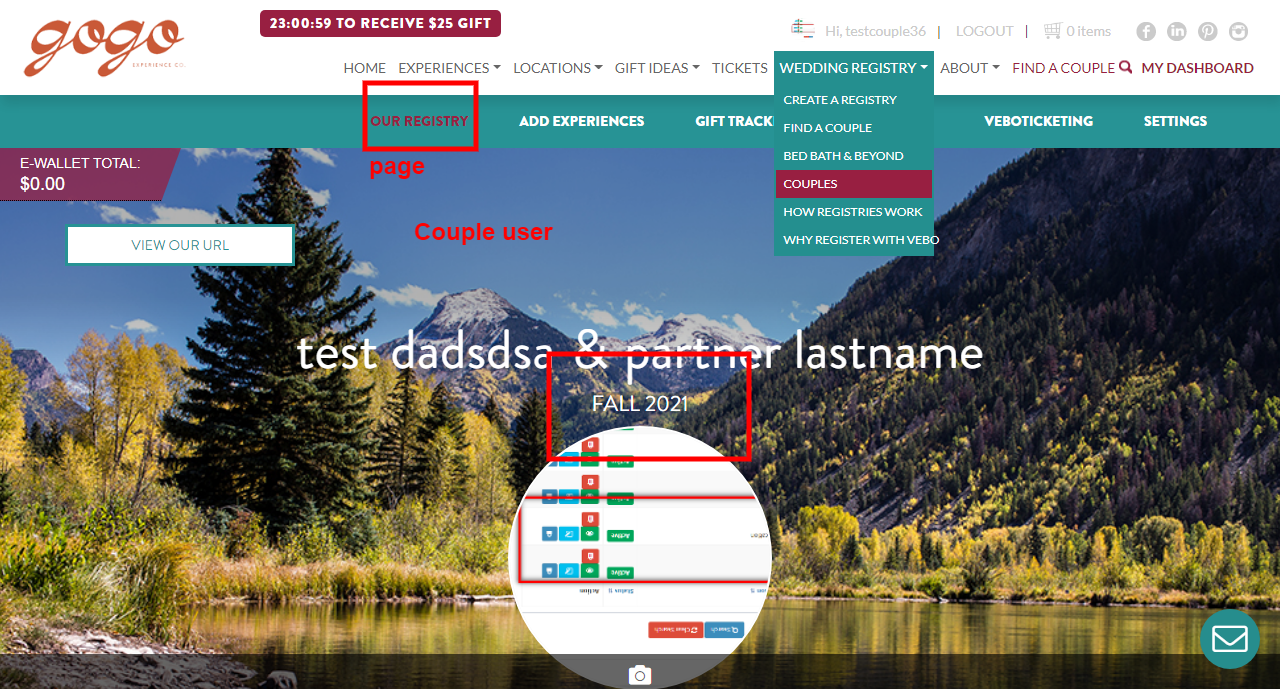 gogo
EXPERIENCE CO.
23:00:59 TO RECEIVE $25 GIFT
Hi, testcouple36 | LOGOUT | 0 items
HOME EXPERIENCES LOCATIONS GIFT IDEAS TICKETS WEDDING REGISTRY ABOUT FIND A COUPLE MY DASHBOARD
CREATE A REGISTRY
FIND A COUPLE
BED BATH & BEYOND
COUPLES
HOW REGISTRIES WORK
WHY REGISTER WITH VEBO
OUR REGISTRY ADD EXPERIENCES GIFT TRACK VEBOTICKETING SETTINGS
page
E-WALLET TOTAL:
$0.00
VIEW OUR URL
Couple user
test dadsdsa & partner lastname
FALL 2021
Active
Active
Active
Active
Action Status
Clear Search Search